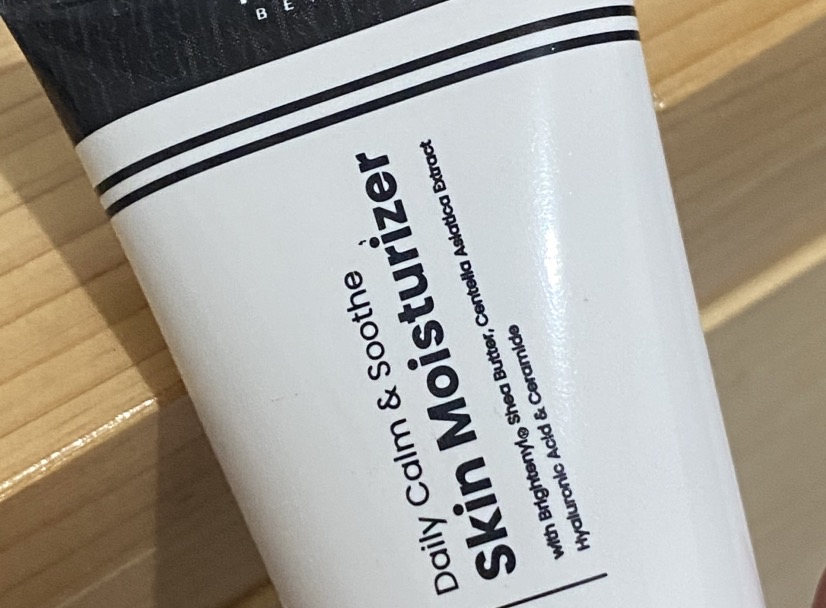 Daily Calm & Soothe
Skin Moisturizer
With Brightenyl® Shea Butter, Centella Asiatica Extract
Hyaluronic Acid & Ceramide